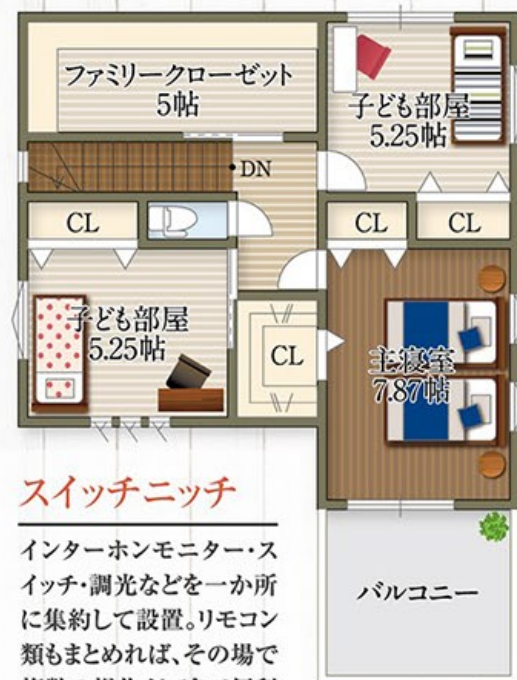 ファミリークローゼット
5帖
子ども部屋
5.25帖
DN
CL
CL
CL
子ども部屋
5.25帖
CL
主寝室
7.87帖
バルコニー
スイッチニッチ
インターホンモニター・ス
イッチ・調光などを一か所
に集約して設置。リモコン
類もまとめれば、その場で